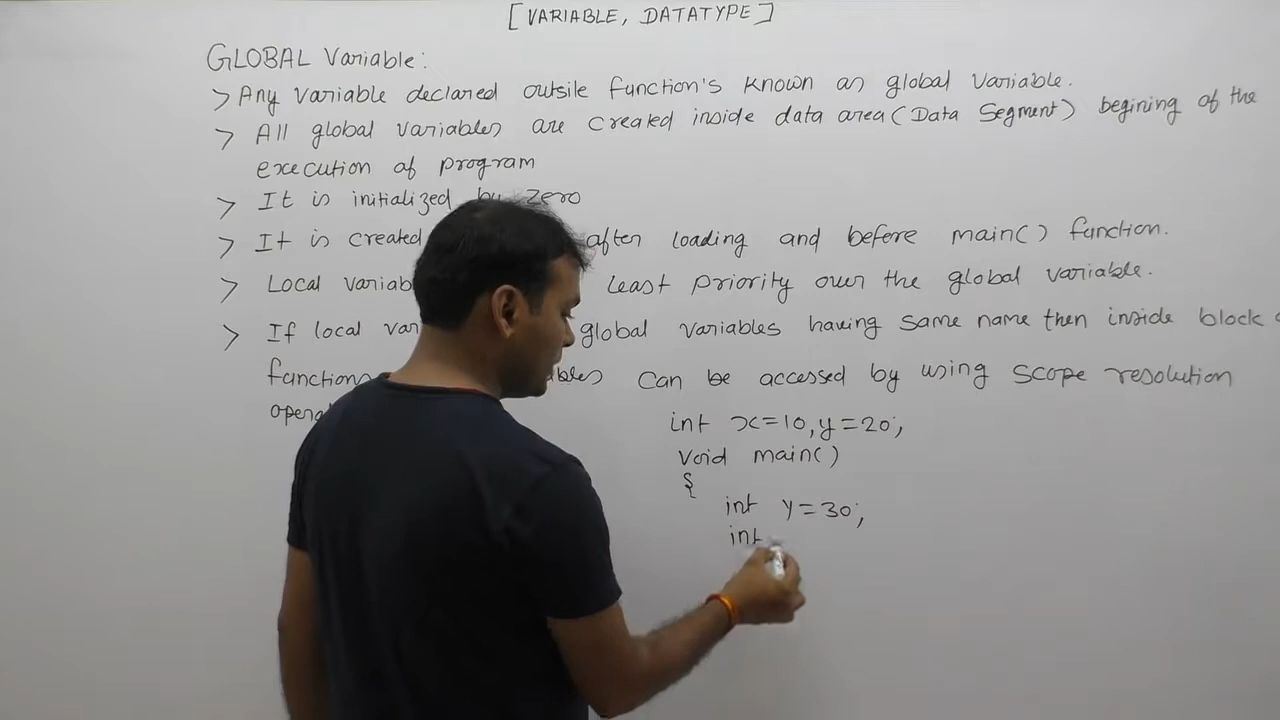 [VARIABLE, DATATYPE]
GLOBAL Variable:
> Any variable declared outsile function's known as global variable.
> All global variables are created inside data area (Data Segment) begining of the
execution of program
> It is initialized by zero
> It is created after loading and before main() function.
> Local least priority over the global variable.
> If local global variables having same name then inside block
functions can be accessed by using scope resolution
int x=10, y=20;
void main()
{
int y=30;
int